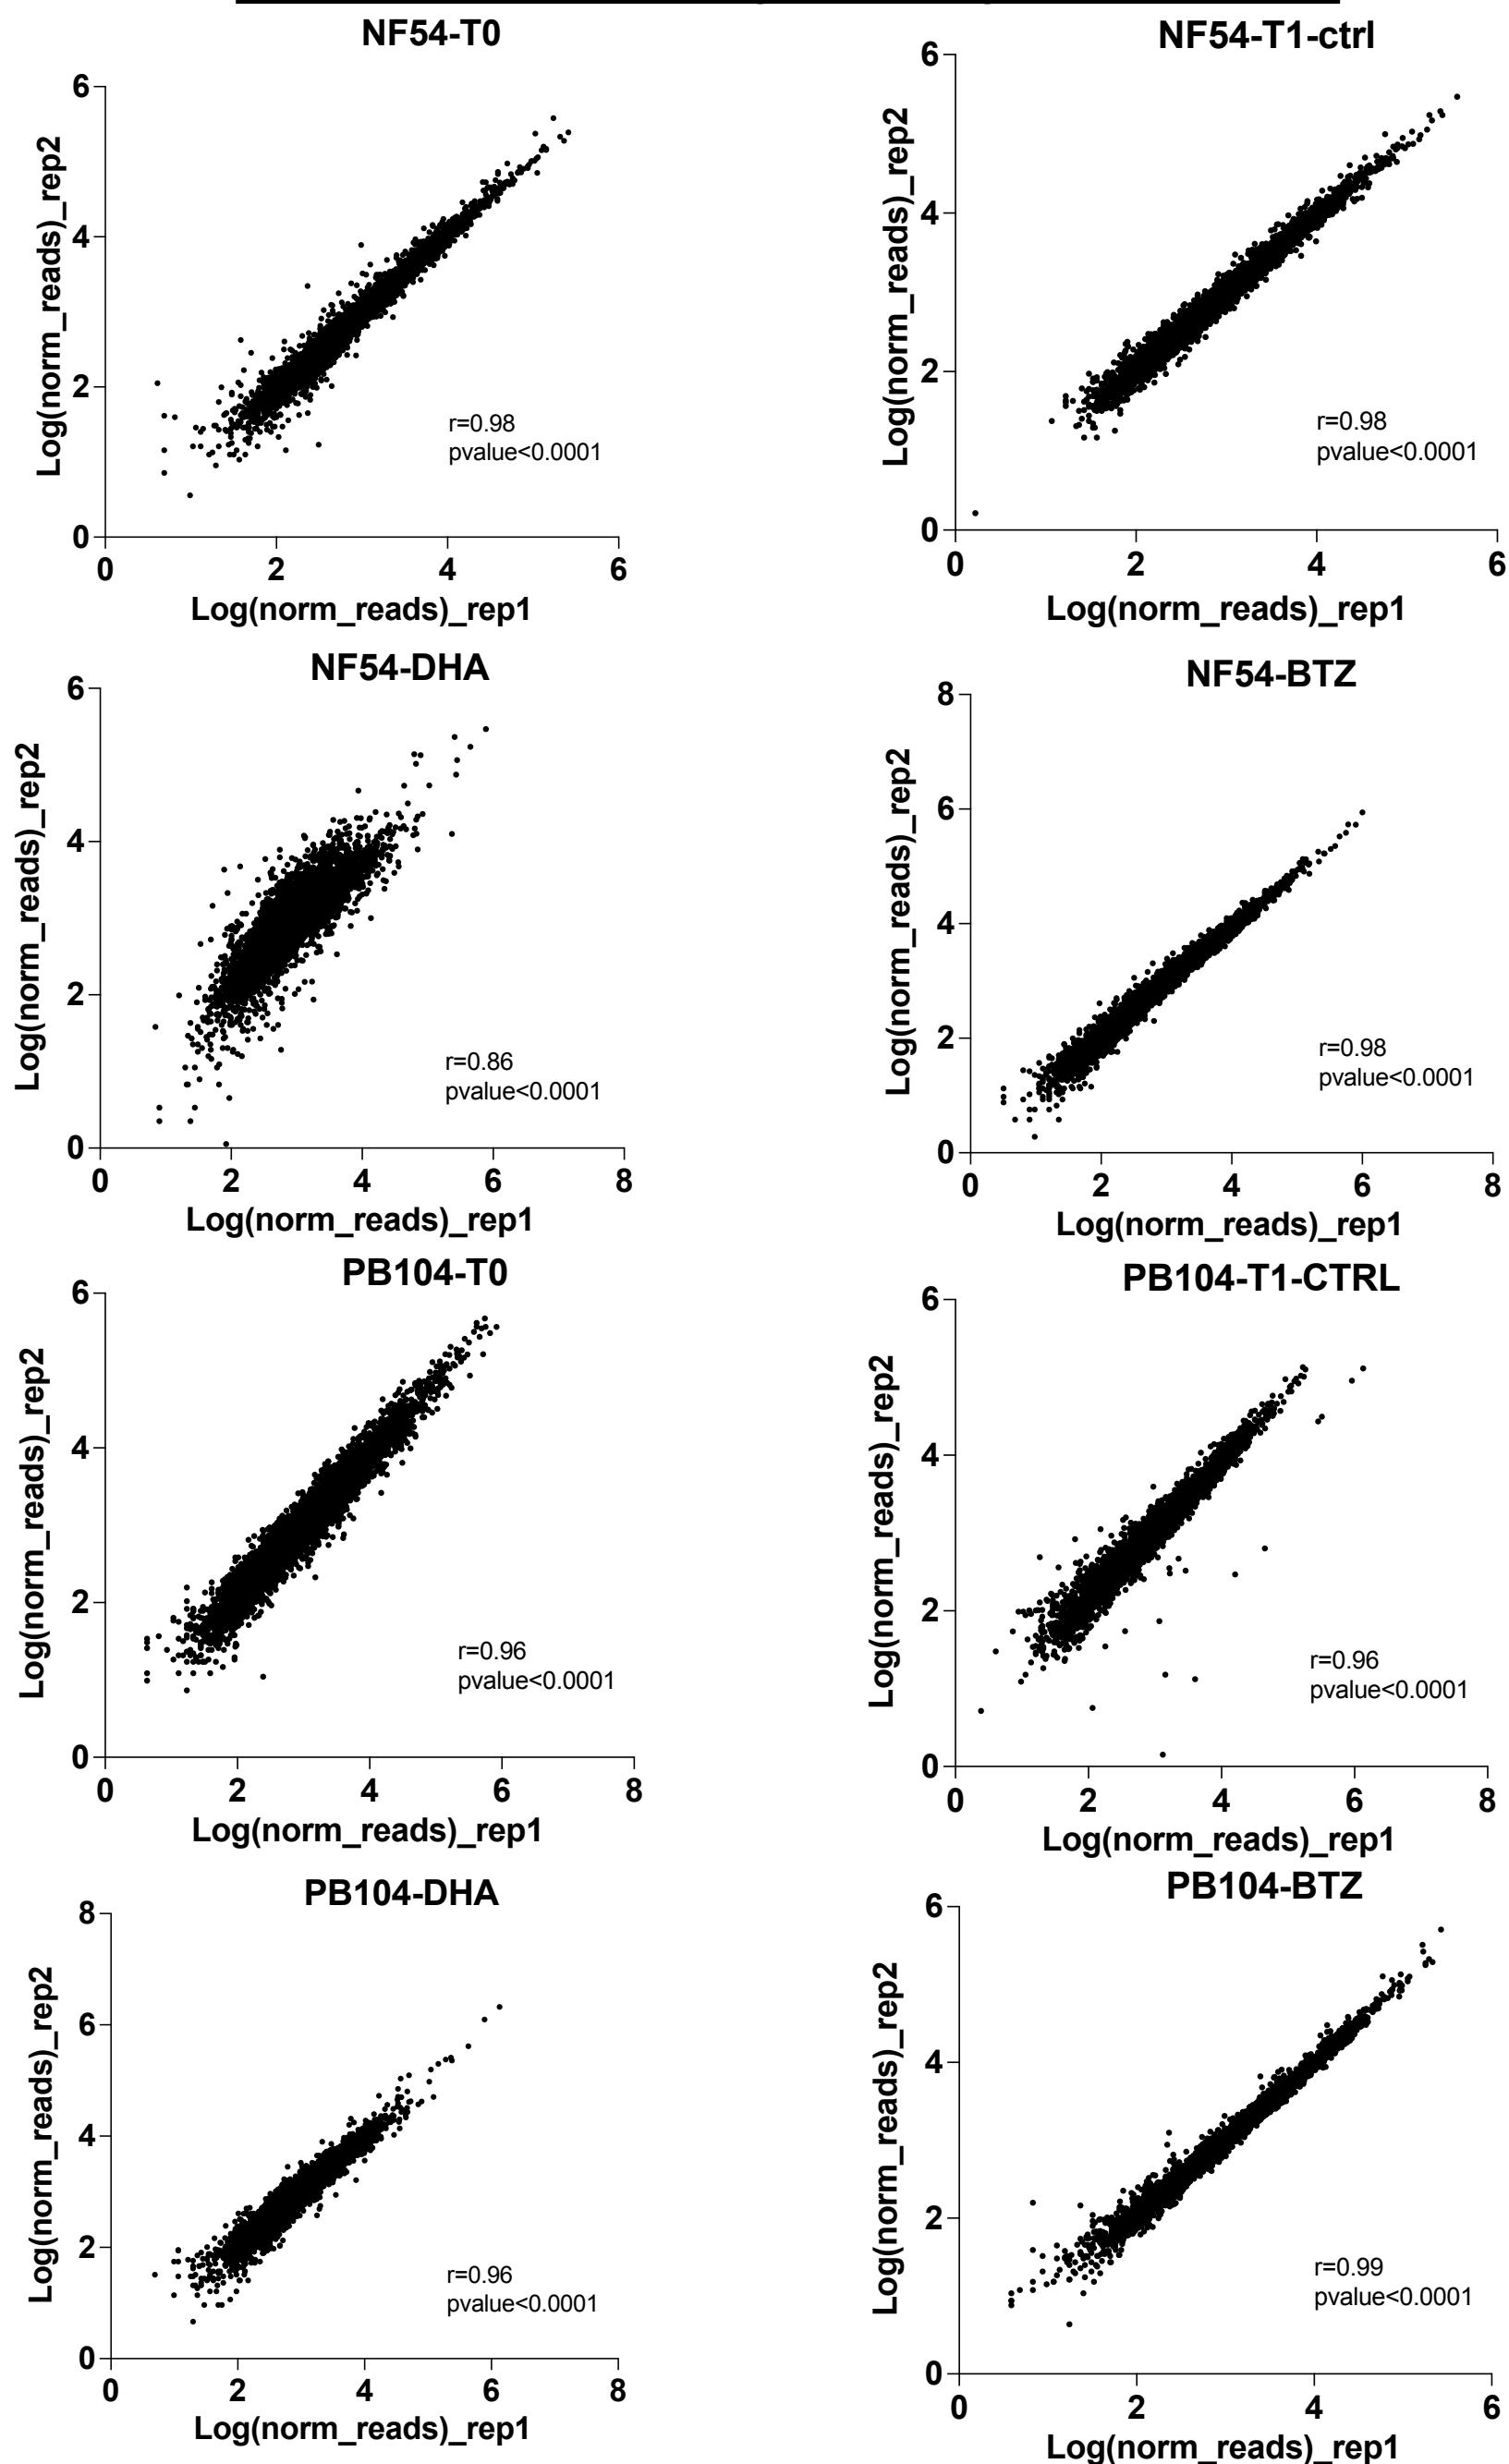 NF54-T0
6
4
2
0
0 2 4 6
Log(norm_reads)_rep2
Log(norm_reads)_rep1
r=0.98
pvalue<0.0001
NF54-T1-ctrl
6
4
2
0
0 2 4 6
Log(norm_reads)_rep2
Log(norm_reads)_rep1
r=0.98
pvalue<0.0001
NF54-DHA
6
4
2
0
0 2 4 6 8
Log(norm_reads)_rep2
Log(norm_reads)_rep1
r=0.86
pvalue<0.0001
NF54-BTZ
8
6
4
2
0
0 2 4 6 8
Log(norm_reads)_rep2
Log(norm_reads)_rep1
r=0.98
pvalue<0.0001
PB104-T0
6
4
2
0
0 2 4 6 8
Log(norm_reads)_rep2
Log(norm_reads)_rep1
r=0.96
pvalue<0.0001
PB104-T1-CTRL
6
4
2
0
0 2 4 6 8
Log(norm_reads)_rep2
Log(norm_reads)_rep1
r=0.96
pvalue<0.0001
PB104-DHA
8
6
4
2
0
0 2 4 6 8
Log(norm_reads)_rep2
Log(norm_reads)_rep1
r=0.96
pvalue<0.0001
PB104-BTZ
6
4
2
0
0 2 4 6
Log(norm_reads)_rep2
Log(norm_reads)_rep1
r=0.99
pvalue<0.0001